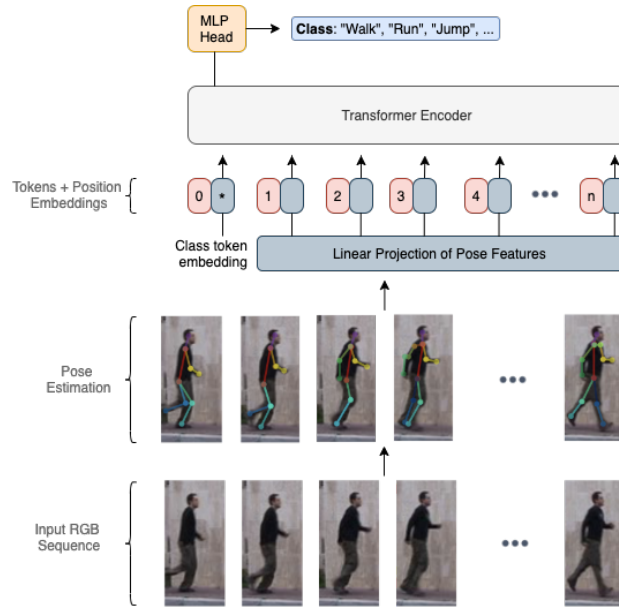 MLP
Head
Class: "Walk", "Run", "Jump", ...
Transformer Encoder
Tokens + Position
Embeddings
0 * 1 2 3 4 n
Class token
embedding
Linear Projection of Pose Features
Pose
Estimation
Input RGB
Sequence